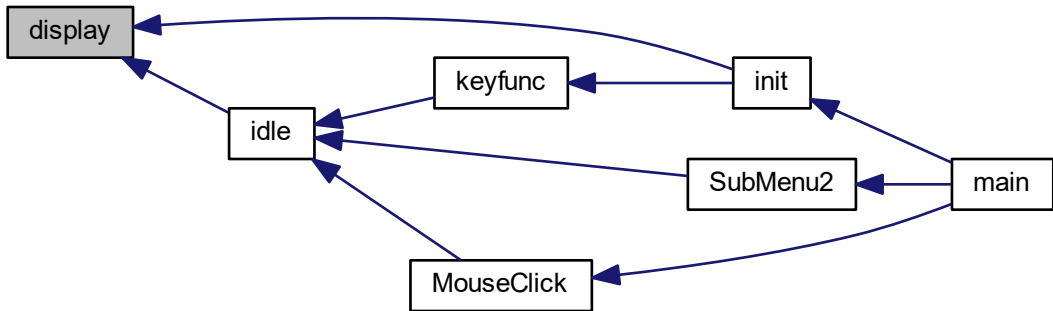 display
keyfunc
init
idle
SubMenu2
main
MouseClick